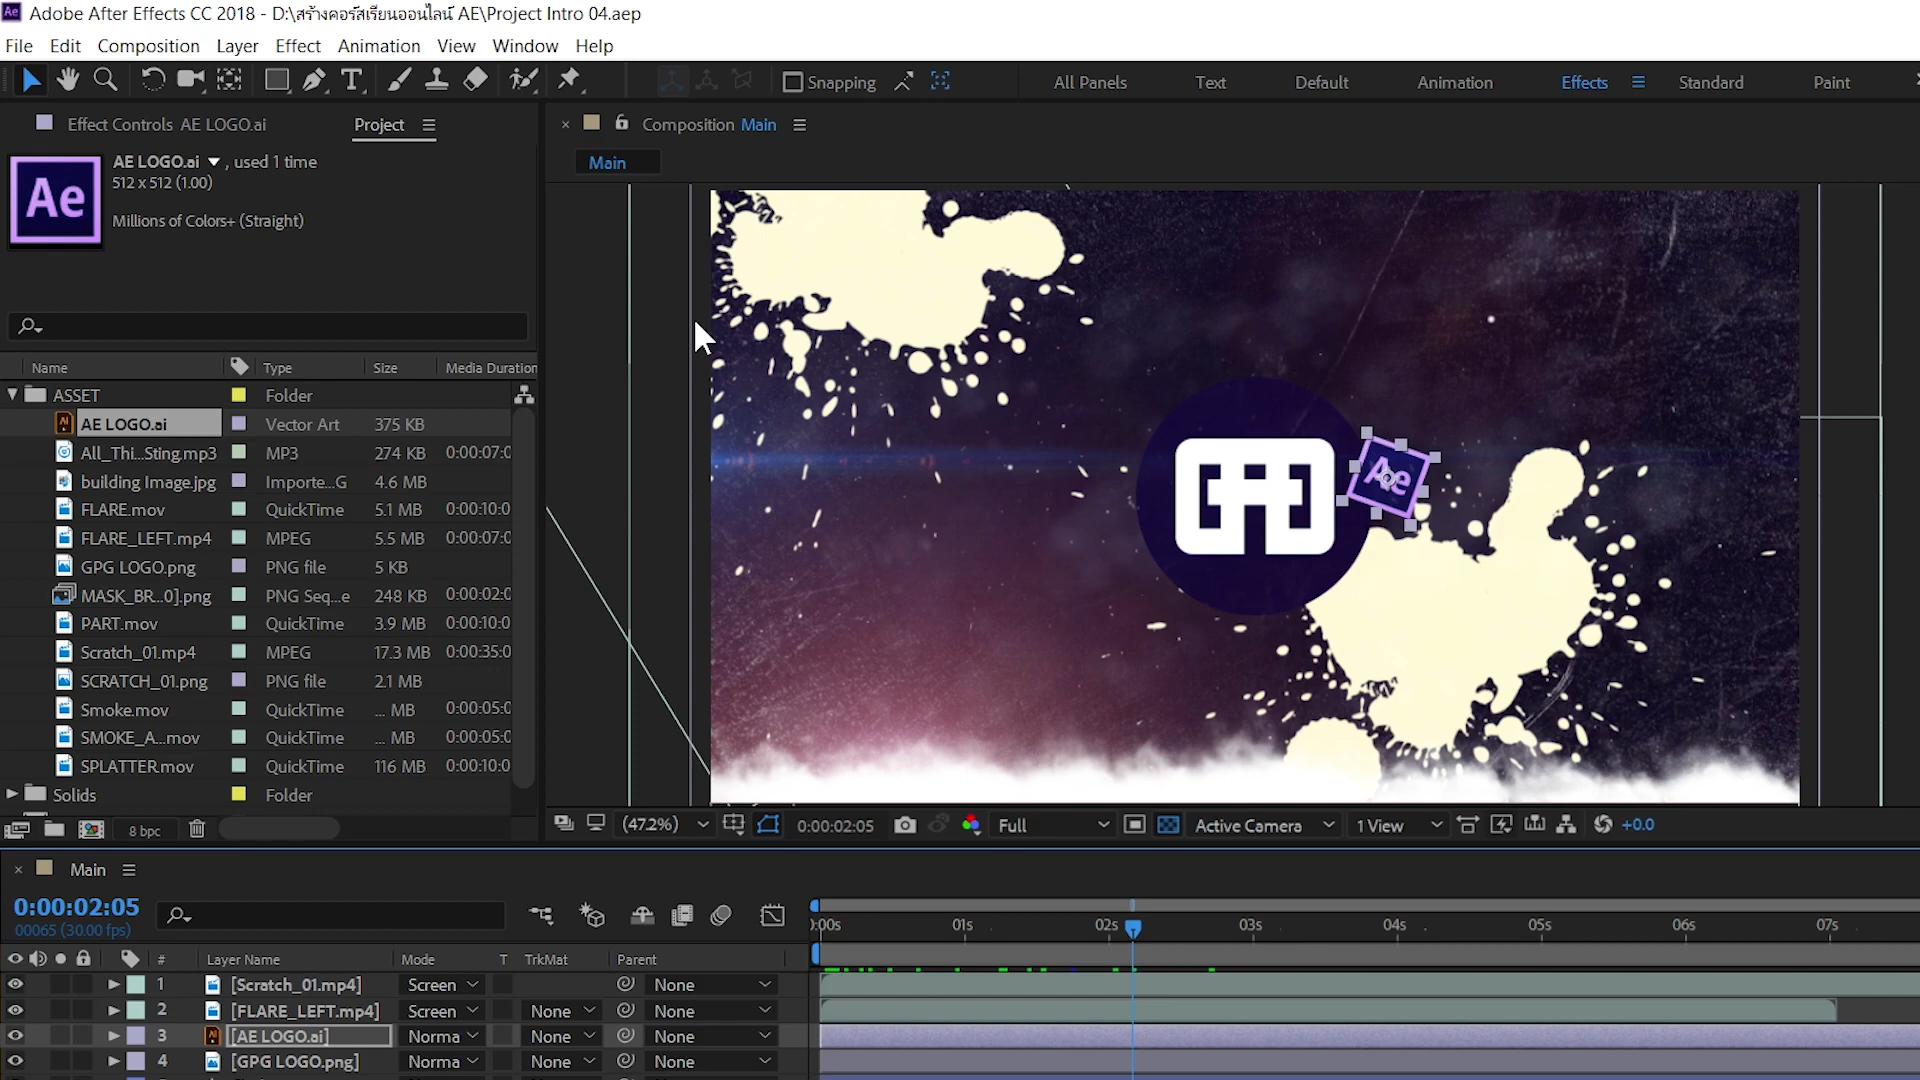 Adobe After Effects CC 2018 - D:\สร้างคอร์สเรียนออนไลน์ AE\Project Intro 04.aep
File Edit Composition Layer Effect Animation View Window Help
Snapping All Panels Text Default Animation Effects Standard Paint
Effect Controls AE LOGO.ai Project Composition Main
AE LOGO.ai , used 1 time
512 x 512 (1.00)
Millions of Colors+ (Straight)
Ae
Main
Name Type Size Media Duration
ASSET Folder
AE LOGO.ai Vector Art 375 KB
All_Thi...Sting.mp3 MP3 274 KB 0:00:07:0
building Image.jpg Importe...G 4.6 MB
FLARE.mov QuickTime 5.1 MB 0:00:10:0
FLARE_LEFT.mp4 MPEG 5.5 MB 0:00:07:0
GPG LOGO.png PNG file 5 KB
MASK_BR...0].png PNG Seq...e 248 KB 0:00:02:0
PART.mov QuickTime 3.9 MB 0:00:10:0
Scratch_01.mp4 MPEG 17.3 MB 0:00:35:0
SCRATCH_01.png PNG file 2.1 MB
Smoke.mov QuickTime ... MB 0:00:05:0
SMOKE_A...mov QuickTime ... MB 0:00:05:0
SPLATTER.mov QuickTime 116 MB 0:00:10:0
Solids Folder
8 bpc
Ae
(47.2%) 0:00:02:05 Full Active Camera 1 View +0.0
Main
0:00:02:05
00065 (30.00 fps)
):00s 01s 02s 03s 04s 05s 06s 07s
# Layer Name Mode T TrkMat Parent
1 [Scratch_01.mp4] Screen None
2 [FLARE_LEFT.mp4] Screen None None
3 [AE LOGO.ai] Norma None None
4 [GPG LOGO.png] Norma None None